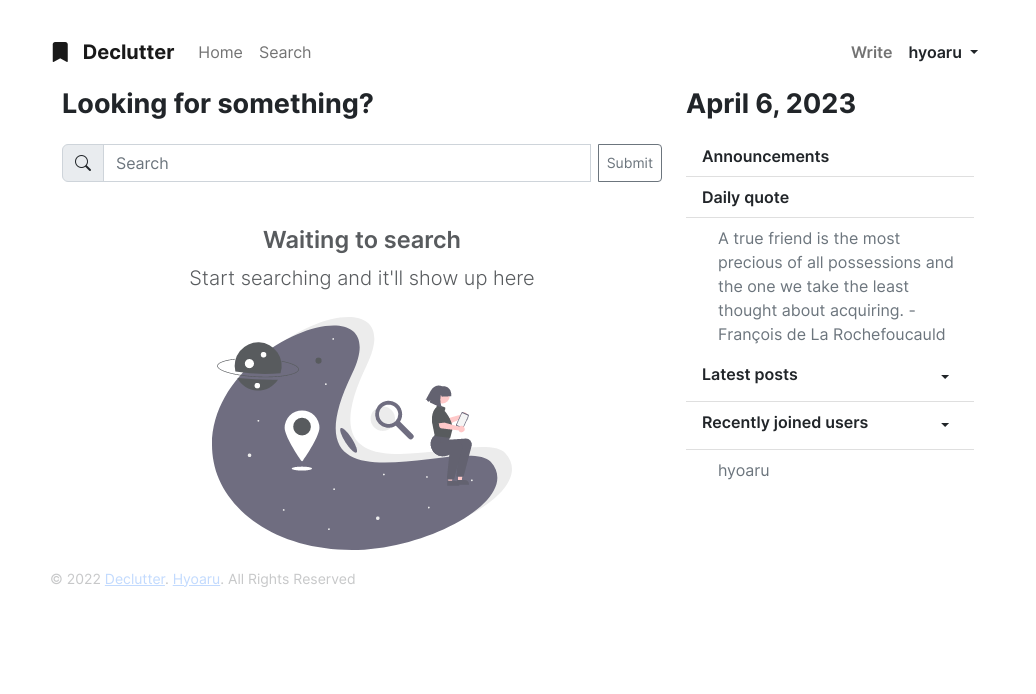 Declutter Home Search Write hyoaru
Looking for something?
Search Submit
Waiting to search
Start searching and it'll show up here
© 2022 Declutter. Hyoaru. All Rights Reserved
April 6, 2023
Announcements
Daily quote
A true friend is the most
precious of all possessions and
the one we take the least
thought about acquiring. -
François de La Rochefoucauld
Latest posts
Recently joined users
hyoaru